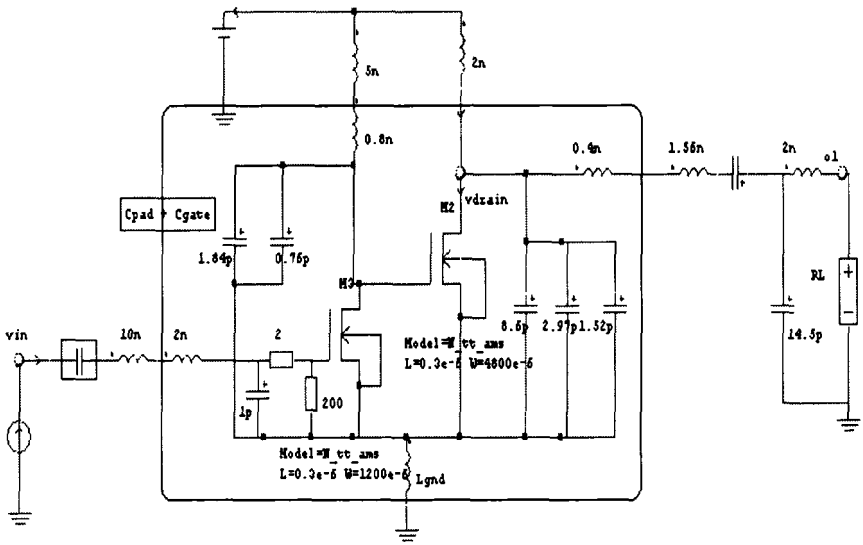 5n
2n
0.8n
0.4n
1.56n
2n
o1
vdrain
M2
Cpad + Cgate
1.84p
0.76p
M3
RL
8.6p
2.97p
1.52p
14.5p
vin
10n
2n
2
Model=N_tt_ams
L=0.3e-6 W=4800e-6
200
1p
Model=N_tt_ams
L=0.3e-6 W=1200e-6
Lgnd